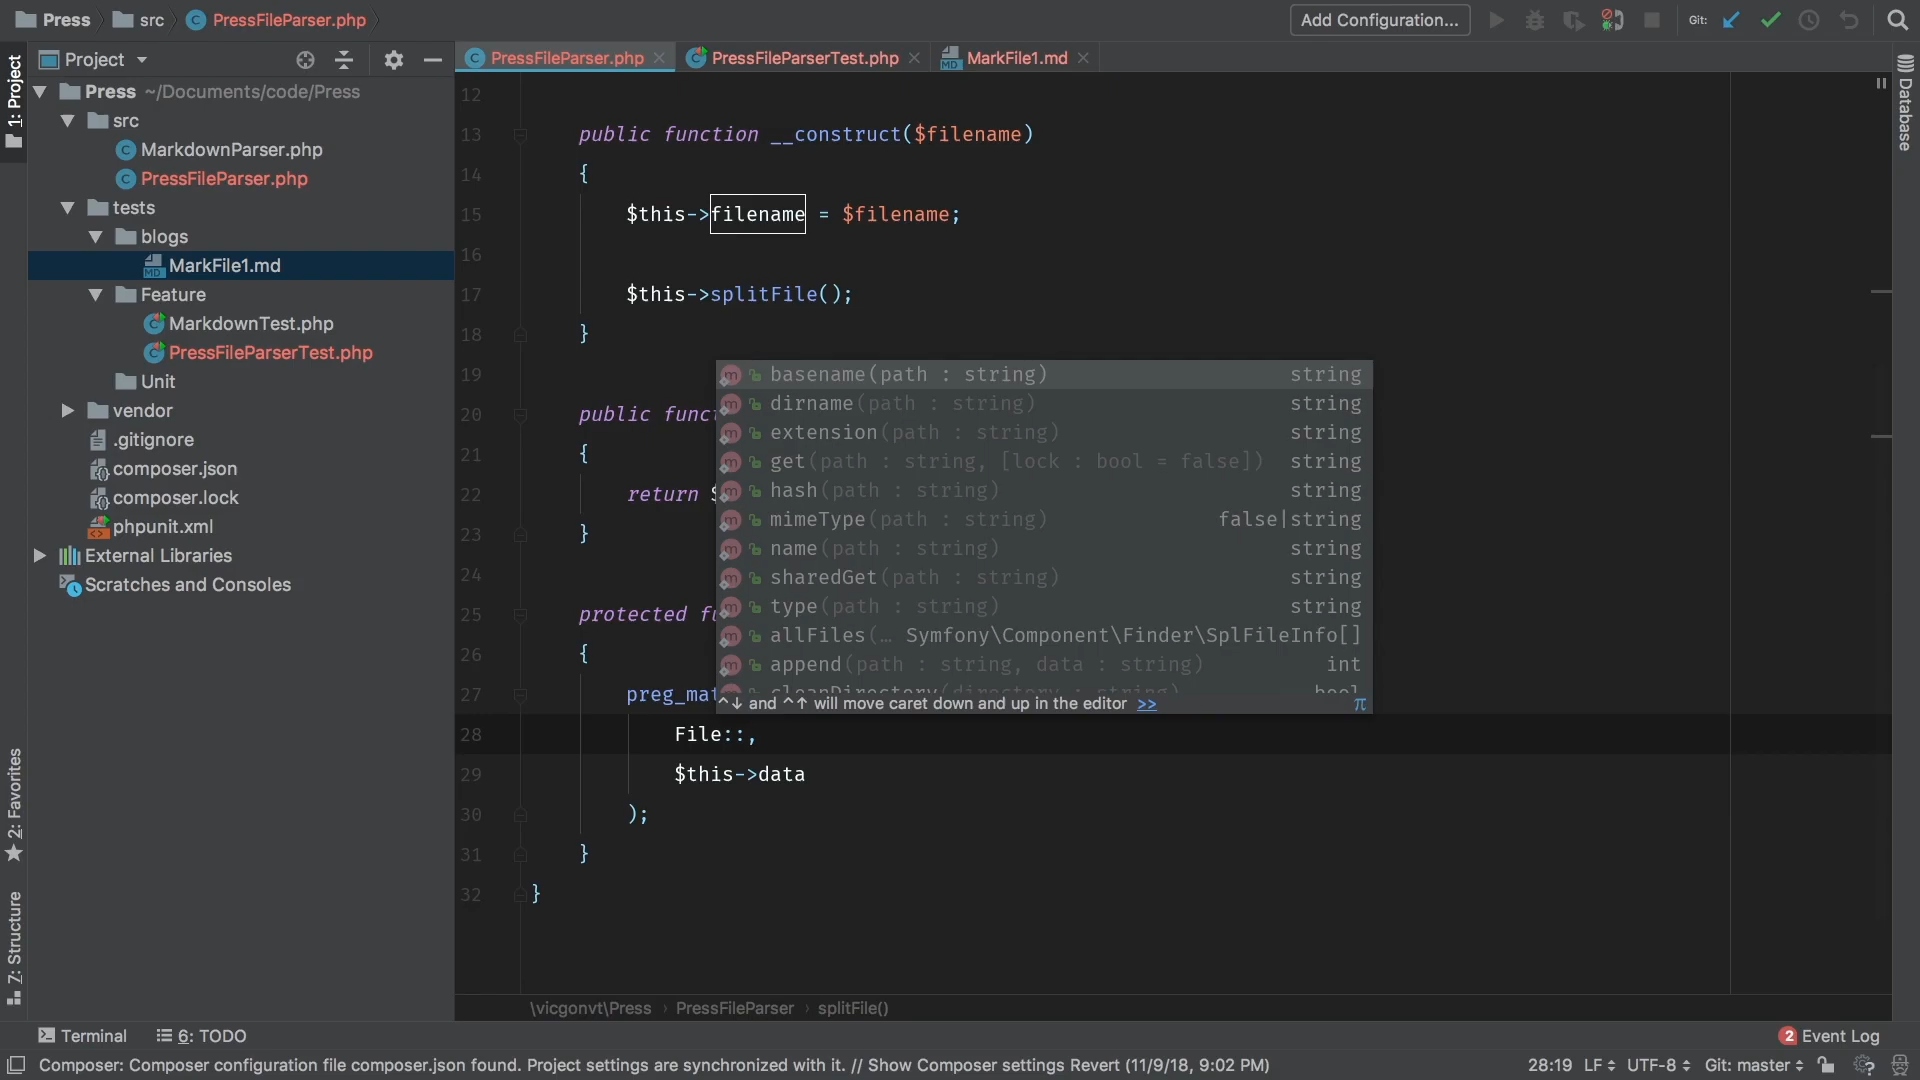 Press src PressFileParser.php
Add Configuration... Git:
1: Project
Project
PressFileParser.php PressFileParserTest.php MarkFile1.md
Database
Press ~/Documents/code/Press
src
MarkdownParser.php
PressFileParser.php
tests
blogs
MarkFile1.md
Feature
MarkdownTest.php
PressFileParserTest.php
Unit
vendor
.gitignore
composer.json
composer.lock
phpunit.xml
External Libraries
Scratches and Consoles
2: Favorites
Z: Structure
12
13 public function __construct($filename)
14 {
15 $this->filename = $filename;
16
17 $this->splitFile();
18 }
19
20 public func
21 {
22 return $
23 }
24
25 protected fu
26 {
27 preg_mat
28 File::,
29 $this->data
30 );
31 }
32 }
basename(path : string) string
dirname(path : string) string
extension(path : string) string
get(path : string, [lock : bool = false]) string
hash(path : string) string
mimeType(path : string) false|string
name(path : string) string
sharedGet(path : string) string
type(path : string) string
allFiles(… Symfony\Component\Finder\SplFileInfo[]
append(path : string, data : string) int
cleanDirectory(directory : string) bool
^↓ and ^↑ will move caret down and up in the editor >> π
\vicgonvt\Press › PressFileParser › splitFile()
Terminal 6: TODO 2 Event Log
Composer: Composer configuration file composer.json found. Project settings are synchronized with it. // Show Composer settings Revert (11/9/18, 9:02 PM) 28:19 LF UTF-8 Git: master